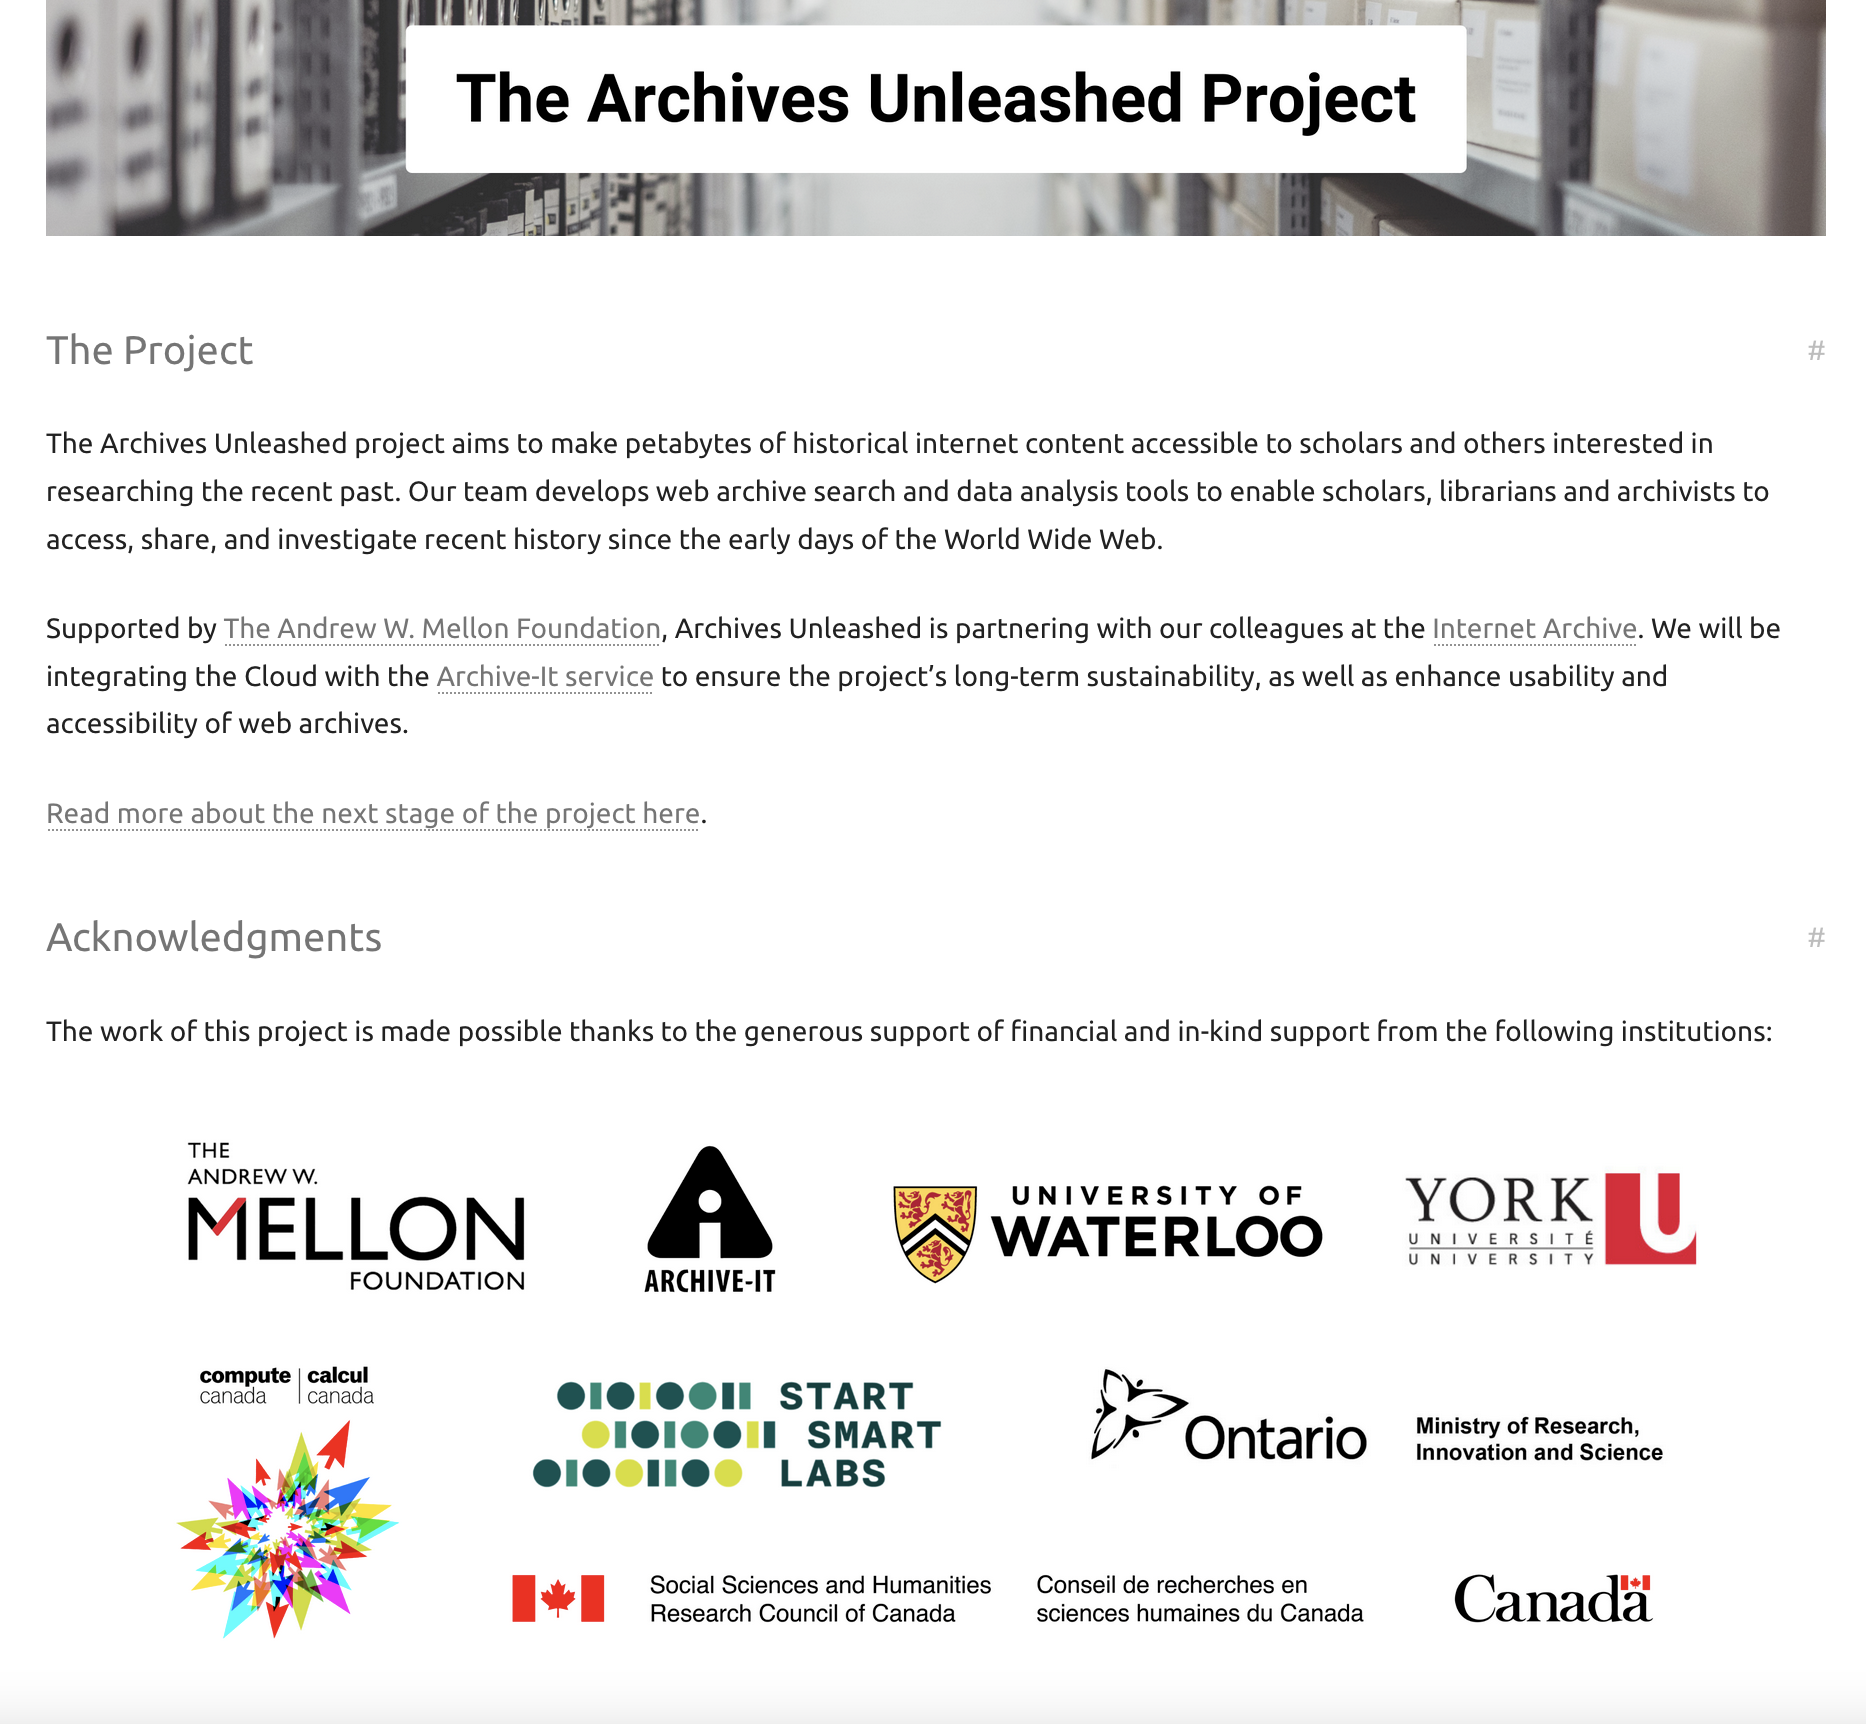 The Archives Unleashed Project
The Project
#
The Archives Unleashed project aims to make petabytes of historical internet content accessible to scholars and others interested in
researching the recent past. Our team develops web archive search and data analysis tools to enable scholars, librarians and archivists to
access, share, and investigate recent history since the early days of the World Wide Web.
Supported by The Andrew W. Mellon Foundation, Archives Unleashed is partnering with our colleagues at the Internet Archive. We will be
integrating the Cloud with the Archive-It service to ensure the project’s long-term sustainability, as well as enhance usability and
accessibility of web archives.
Read more about the next stage of the project here.
Acknowledgments
#
The work of this project is made possible thanks to the generous support of financial and in-kind support from the following institutions:
THE
ANDREW W.
MELLON
FOUNDATION
ARCHIVE-IT
UNIVERSITY OF
WATERLOO
YORK
UNIVERSITÉ
UNIVERSITY
U
compute | calcul
canada | canada
START
SMART
LABS
Ontario
Ministry of Research,
Innovation and Science
Social Sciences and Humanities
Research Council of Canada
Conseil de recherches en
sciences humaines du Canada
Canada